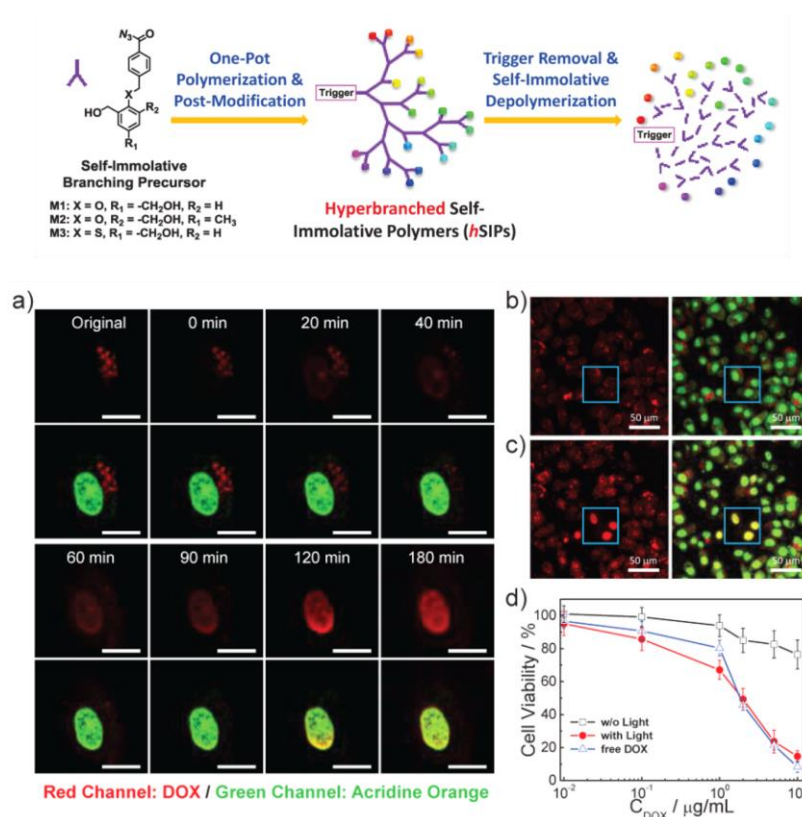 N₃
O
X
HO
R₂
R₁
Self-Immolative
Branching Precursor
M1: X = O, R₁ = -CH₂OH, R₂ = H
M2: X = O, R₂ = -CH₂OH, R₁ = CH₃
M3: X = S, R₁ = -CH₂OH, R₂ = H
One-Pot
Polymerization &
Post-Modification
Trigger
Hyperbranched Self-
Immolative Polymers (hSIPs)
Trigger Removal &
Self-Immolative
Depolymerization
Trigger
a)
Original
0 min
20 min
40 min
60 min
90 min
120 min
180 min
Red Channel: DOX / Green Channel: Acridine Orange
b)
50 µm
50 µm
c)
50 µm
50 µm
d)
Cell Viability / %
100
80
60
40
20
0
w/o Light
with Light
free DOX
10⁻²
10⁻¹
10⁰
10¹
C_DOX / µg/mL